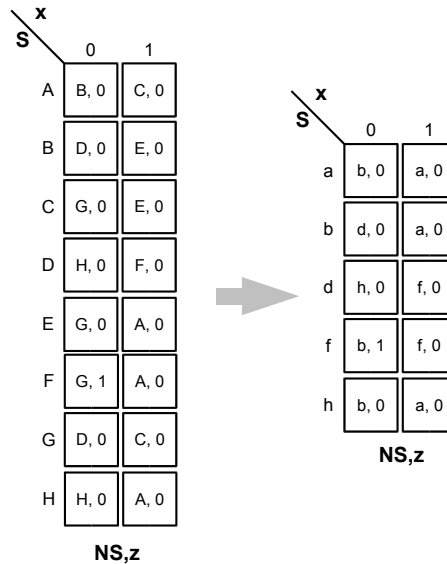 x
S
0 1
A B, 0 C, 0
B D, 0 E, 0
C G, 0 E, 0
D H, 0 F, 0
E G, 0 A, 0
F G, 1 A, 0
G D, 0 C, 0
H H, 0 A, 0
NS,z
x
S
0 1
a b, 0 a, 0
b d, 0 a, 0
d h, 0 f, 0
f b, 1 f, 0
h b, 0 a, 0
NS,z